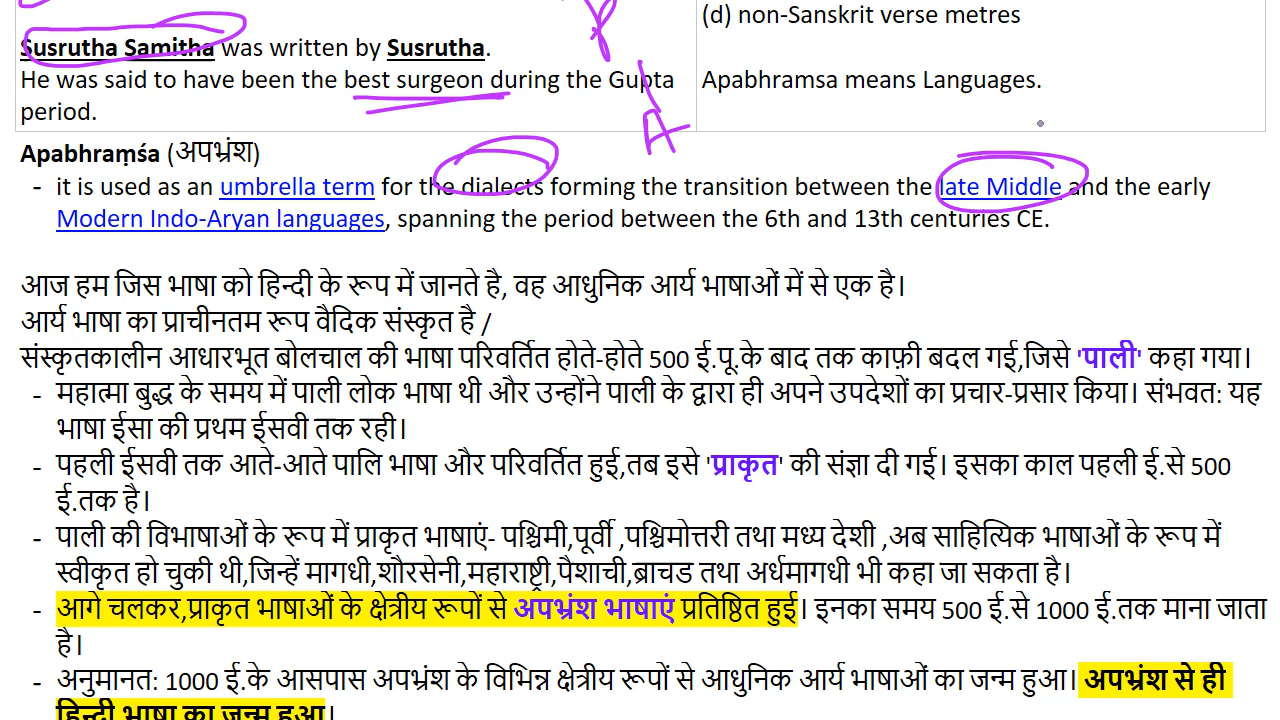 (d) non-Sanskrit verse metres
Susrutha Samitha was written by Susrutha.
He was said to have been the best surgeon during the Gupta
period.
Apabhramsa means Languages.
A
Apabhraṃśa (अपभ्रंश)
- it is used as an umbrella term for the dialects forming the transition between the late Middle and the early
Modern Indo-Aryan languages, spanning the period between the 6th and 13th centuries CE.
आज हम जिस भाषा को हिन्दी के रूप में जानते है, वह आधुनिक आर्य भाषाओं में से एक है।
आर्य भाषा का प्राचीनतम रूप वैदिक संस्कृत है /
संस्कृतकालीन आधारभूत बोलचाल की भाषा परिवर्तित होते-होते 500 ई.पू.के बाद तक काफ़ी बदल गई,जिसे 'पाली' कहा गया।
- महात्मा बुद्ध के समय में पाली लोक भाषा थी और उन्होंने पाली के द्वारा ही अपने उपदेशों का प्रचार-प्रसार किया। संभवत: यह
भाषा ईसा की प्रथम ईसवी तक रही।
- पहली ईसवी तक आते-आते पालि भाषा और परिवर्तित हुई,तब इसे 'प्राकृत' की संज्ञा दी गई। इसका काल पहली ई.से 500
ई.तक है।
- पाली की विभाषाओं के रूप में प्राकृत भाषाएं- पश्चिमी,पूर्वी ,पश्चिमोत्तरी तथा मध्य देशी ,अब साहित्यिक भाषाओं के रूप में
स्वीकृत हो चुकी थी,जिन्हें मागधी,शौरसेनी,महाराष्ट्री,पैशाची,ब्राचड तथा अर्धमागधी भी कहा जा सकता है।
- आगे चलकर,प्राकृत भाषाओं के क्षेत्रीय रूपों से अपभ्रंश भाषाएं प्रतिष्ठित हुई। इनका समय 500 ई.से 1000 ई.तक माना जाता
है।
- अनुमानत: 1000 ई.के आसपास अपभ्रंश के विभिन्न क्षेत्रीय रूपों से आधुनिक आर्य भाषाओं का जन्म हुआ। अपभ्रंश से ही
हिन्दी भाषा का जन्म हुआ।